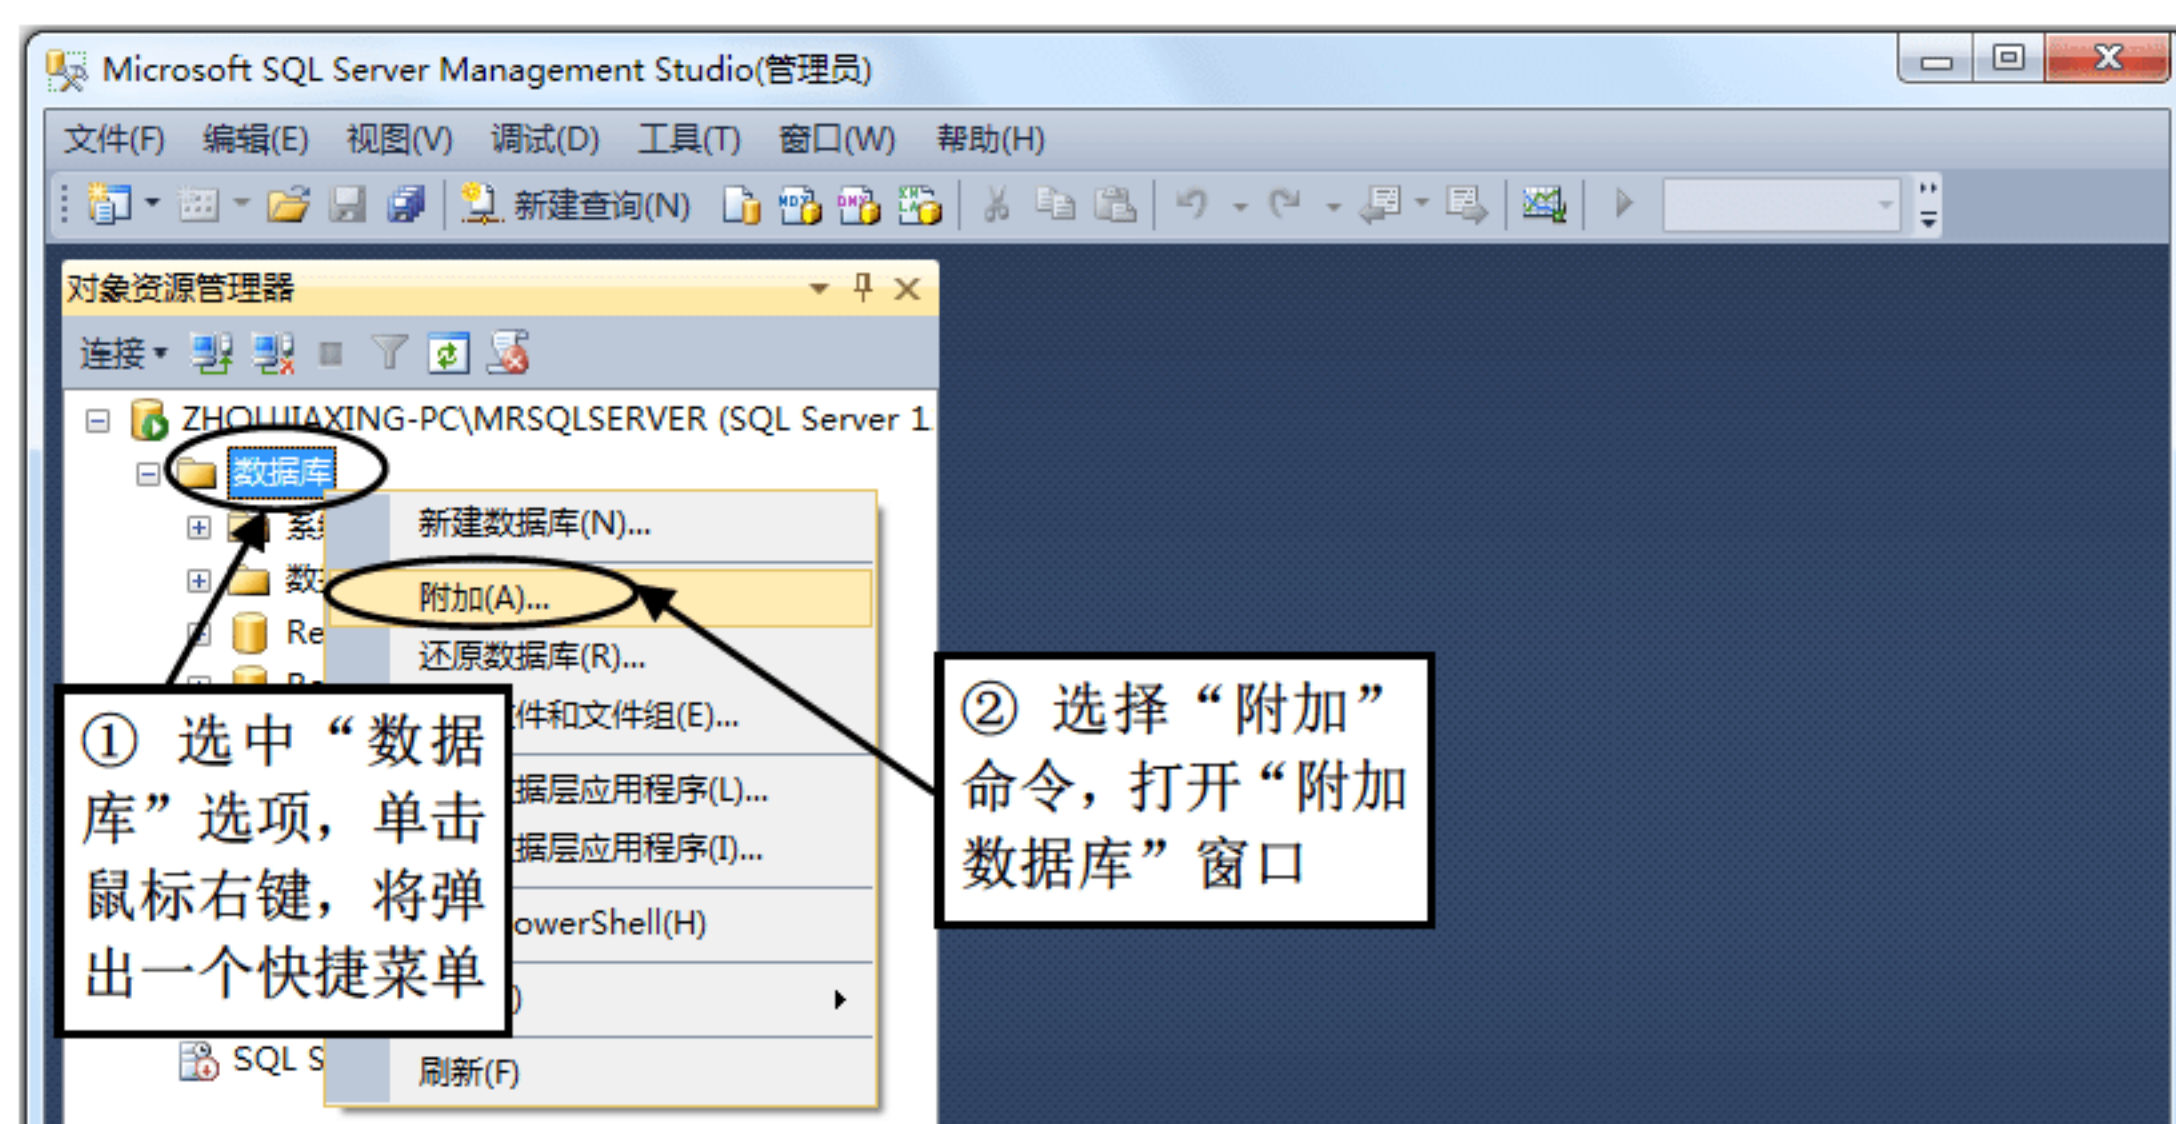 Microsoft SQL Server Management Studio(管理员)
文件(F) 编辑(E) 视图(V) 调试(D) 工具(T) 窗口(W) 帮助(H)
新建查询(N)
对象资源管理器
连接
ZHOUJIAXING-PC\MRSQLSERVER (SQL Server 1
数据库
新建数据库(N)...
附加(A)...
Re
还原数据库(R)...
件和文件组(E)...
据层应用程序(L)...
据层应用程序(I)...
owerShell(H)
SQL S
刷新(F)
① 选中“数据
库”选项，单击
鼠标右键，将弹
出一个快捷菜单
② 选择“附加”
命令，打开“附加
数据库”窗口